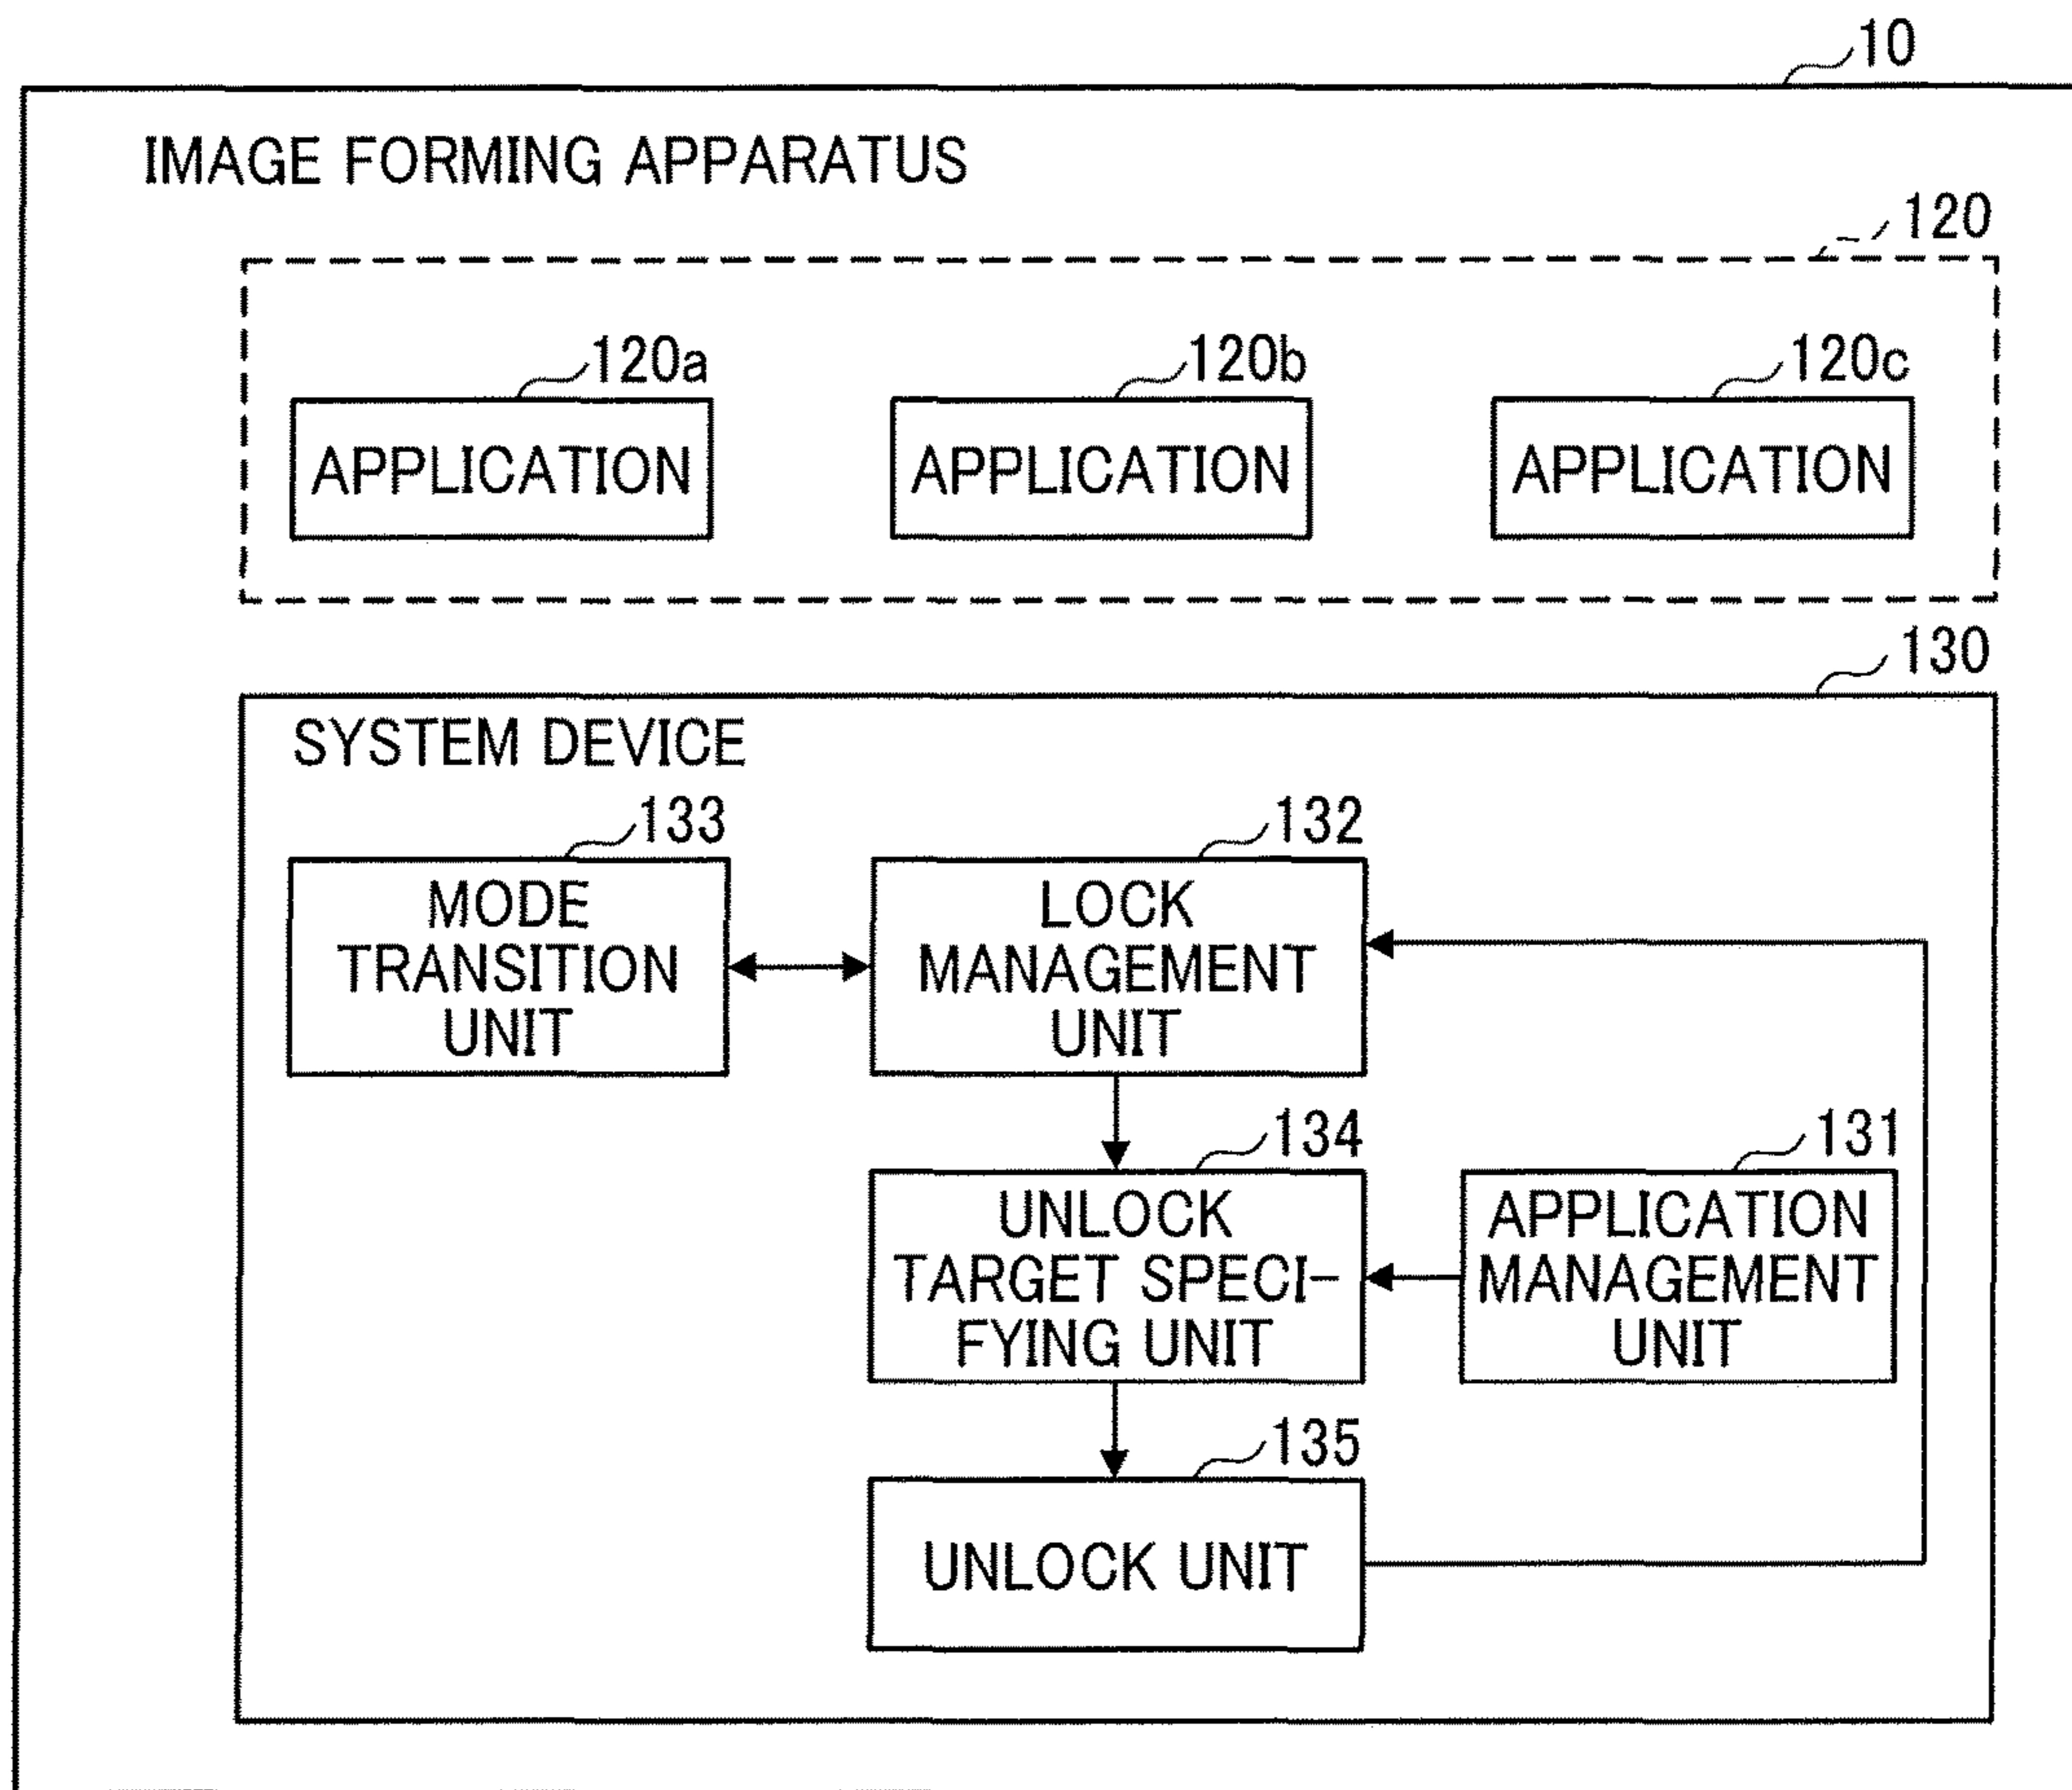 10
IMAGE FORMING APPARATUS
120
120a
120b
120c
APPLICATION
APPLICATION
APPLICATION
130
SYSTEM DEVICE
133
132
MODE
TRANSITION
UNIT
LOCK
MANAGEMENT
UNIT
134
131
UNLOCK
TARGET SPECI-
FYING UNIT
APPLICATION
MANAGEMENT
UNIT
135
UNLOCK UNIT